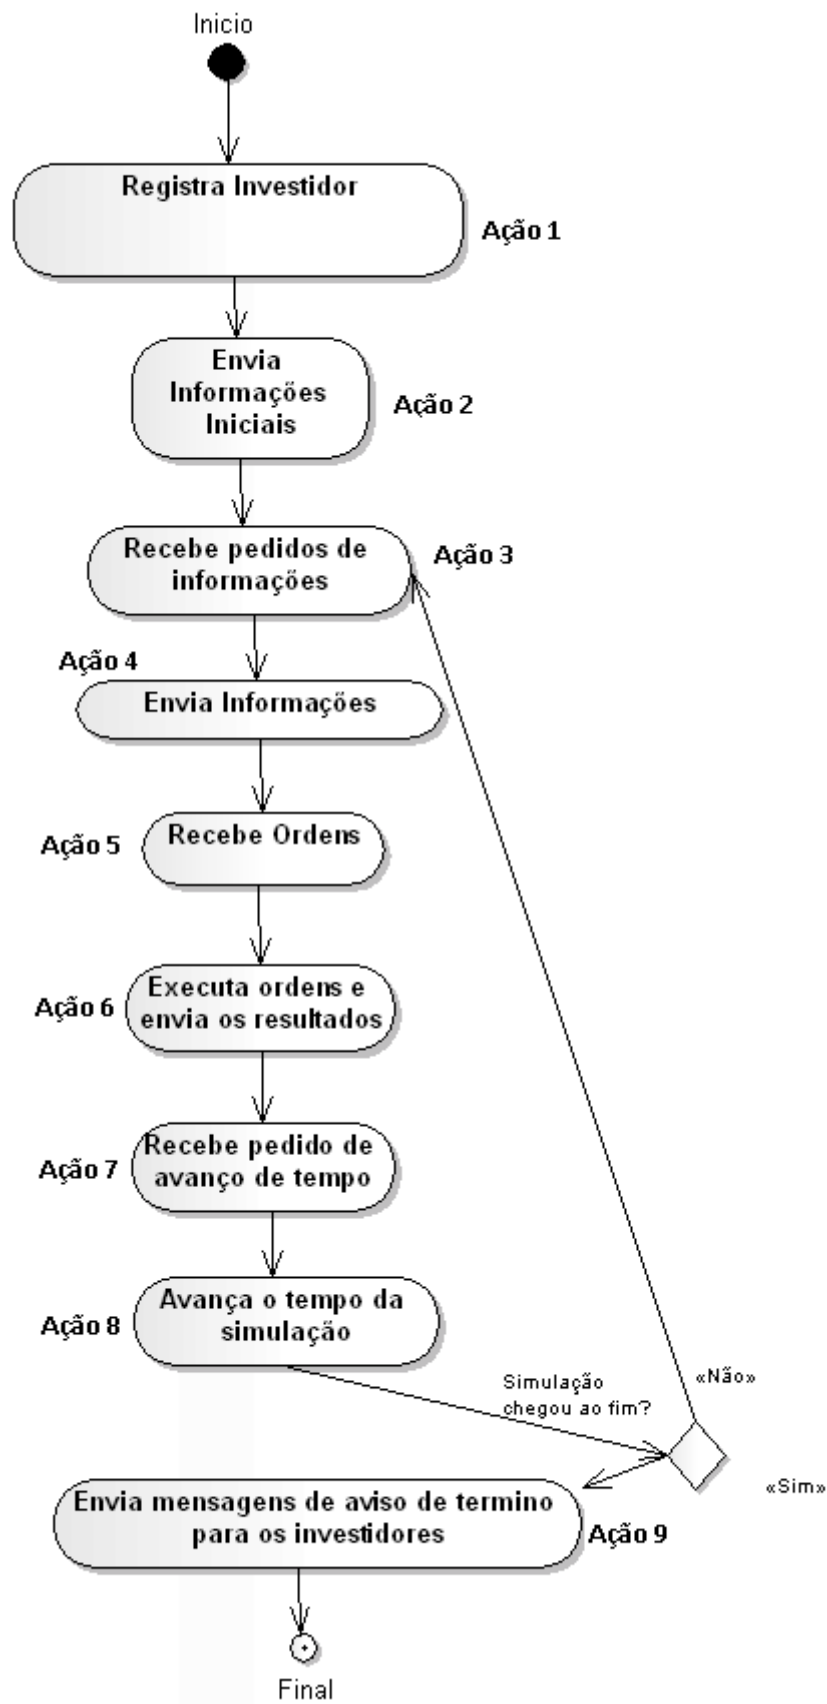 Inicio
Registra Investidor
Ação 1
Envia
Informações
Iniciais
Ação 2
Recebe pedidos de
informações
Ação 3
Ação 4
Envia Informações
Ação 5
Recebe Ordens
Ação 6
Executa ordens e
envia os resultados
Ação 7
Recebe pedido de
avanço de tempo
Ação 8
Avança o tempo da
simulação
Simulação
chegou ao fim?
«Não»
«Sim»
Envia mensagens de aviso de termino
para os investidores
Ação 9
Final